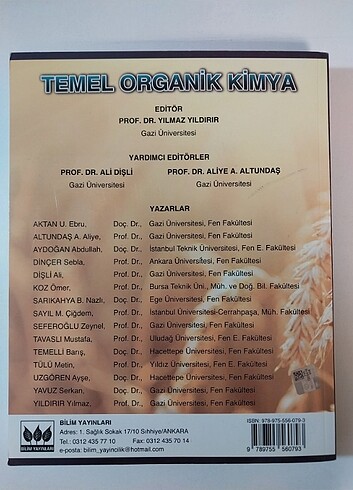 TEMEL ORGANİK KİMYA
EDİTÖR
PROF. DR. YILMAZ YILDIRIR
Gazi Üniversitesi
YARDIMCI EDİTÖRLER
PROF. DR. ALİ DİŞLİ PROF. DR. ALİYE A. ALTUNDAŞ
Gazi Üniversitesi Gazi Üniversitesi
YAZARLAR
AKTAN U. Ebru, Doç. Dr., Gazi Üniversitesi, Fen Fakültesi
ALTUNDAŞ A. Aliye, Prof. Dr., Gazi Üniversitesi, Fen Fakültesi
AYDOĞAN Abdullah, Doç. Dr., İstanbul Teknik Üniversitesi, Fen E. Fakültesi
DİNÇER Sebla, Prof. Dr., Ankara Üniversitesi, Fen Fakültesi
DİŞLİ Ali, Prof. Dr., Gazi Üniversitesi, Fen Fakültesi
KOZ Ömer, Prof. Dr., Bursa Teknik Üni., Müh. ve Doğ. Bil. Fakültesi
SARIKAHYA B. Nazlı, Doç. Dr., Ege Üniversitesi, Fen Fakültesi
SAYIL M. Çiğdem, Prof. Dr., İstanbul Üniversitesi-Cerrahpaşa, Müh. Fakültesi
SEFEROĞLU Zeynel, Prof. Dr., Gazi Üniversitesi, Fen Fakültesi
TAVASLI Mustafa, Prof. Dr., Uludağ Üniversitesi, Fen E. Fakültesi
TEMELLİ Barış, Doç. Dr., Hacettepe Üniversitesi, Fen Fakültesi
TÜLÜ Metin, Prof. Dr., Yıldız Üniversitesi, Fen E. Fakültesi
UZGÖREN Ayşe, Doç. Dr., Hacettepe Üniversitesi, Fen Fakültesi
YAVUZ Serkan, Doç. Dr., Gazi Üniversitesi, Fen Fakültesi
YILDIRIR Yılmaz, Prof. Dr., Gazi Üniversitesi, Fen Fakültesi
BİLİM YAYINLARI
Adres: 1. Sağlık Sokak 17/10 Sıhhiye/ANKARA
Tel.: 0312 435 77 10 Fax: 0312 435 70 14
e-posta: bilim_yayincilik@hotmail.com
ISBN: 978-975-556-079-3
9 789755 560793